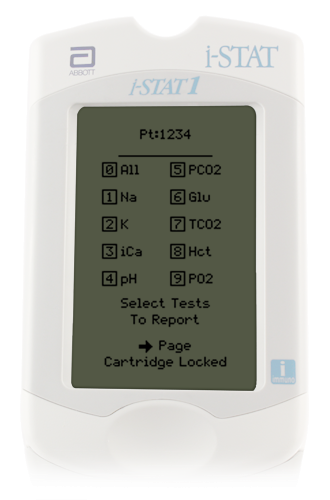 ABBOTT
i-STAT
i-STAT 1
Pt:1234
0 All 5 PCO2
1 Na 6 Glu
2 K 7 TCO2
3 iCa 8 Hct
4 pH 9 PO2
Select Tests
To Report
→ Page
Cartridge Locked
i